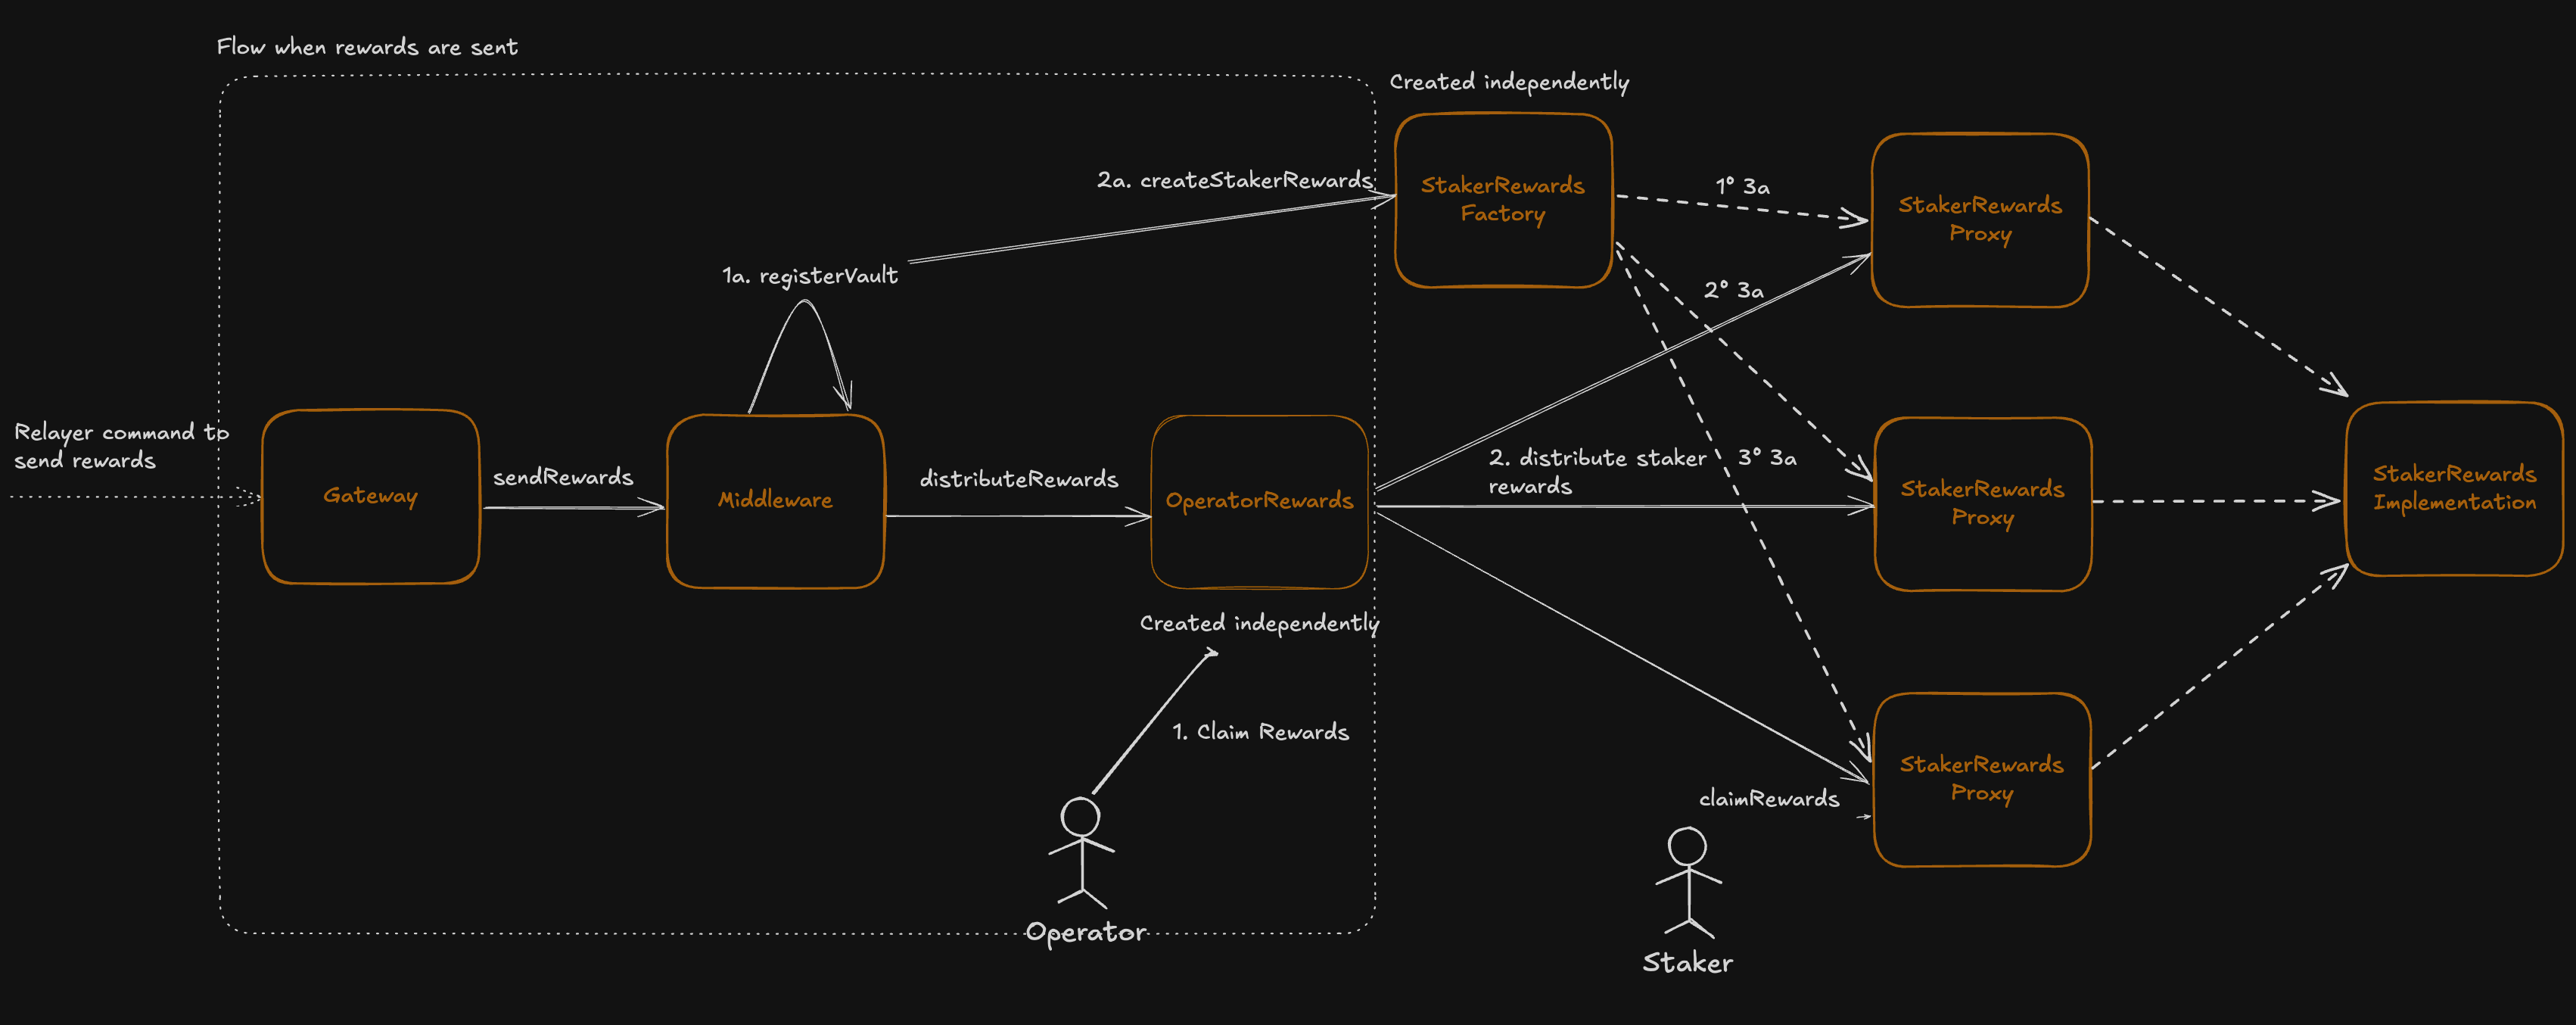 Flow when rewards are sent
Created independently
2a. createStakerRewards
StakerRewards
Factory
1° 3a
StakerRewards
Proxy
1a. registerVault
2° 3a
Relayer command to
send rewards
Gateway
sendRewards
Middleware
distributeRewards
OperatorRewards
2. distribute staker
rewards
3° 3a
StakerRewards
Proxy
StakerRewards
Implementation
Created independently
1. Claim Rewards
Operator
claimRewards
StakerRewards
Proxy
Staker